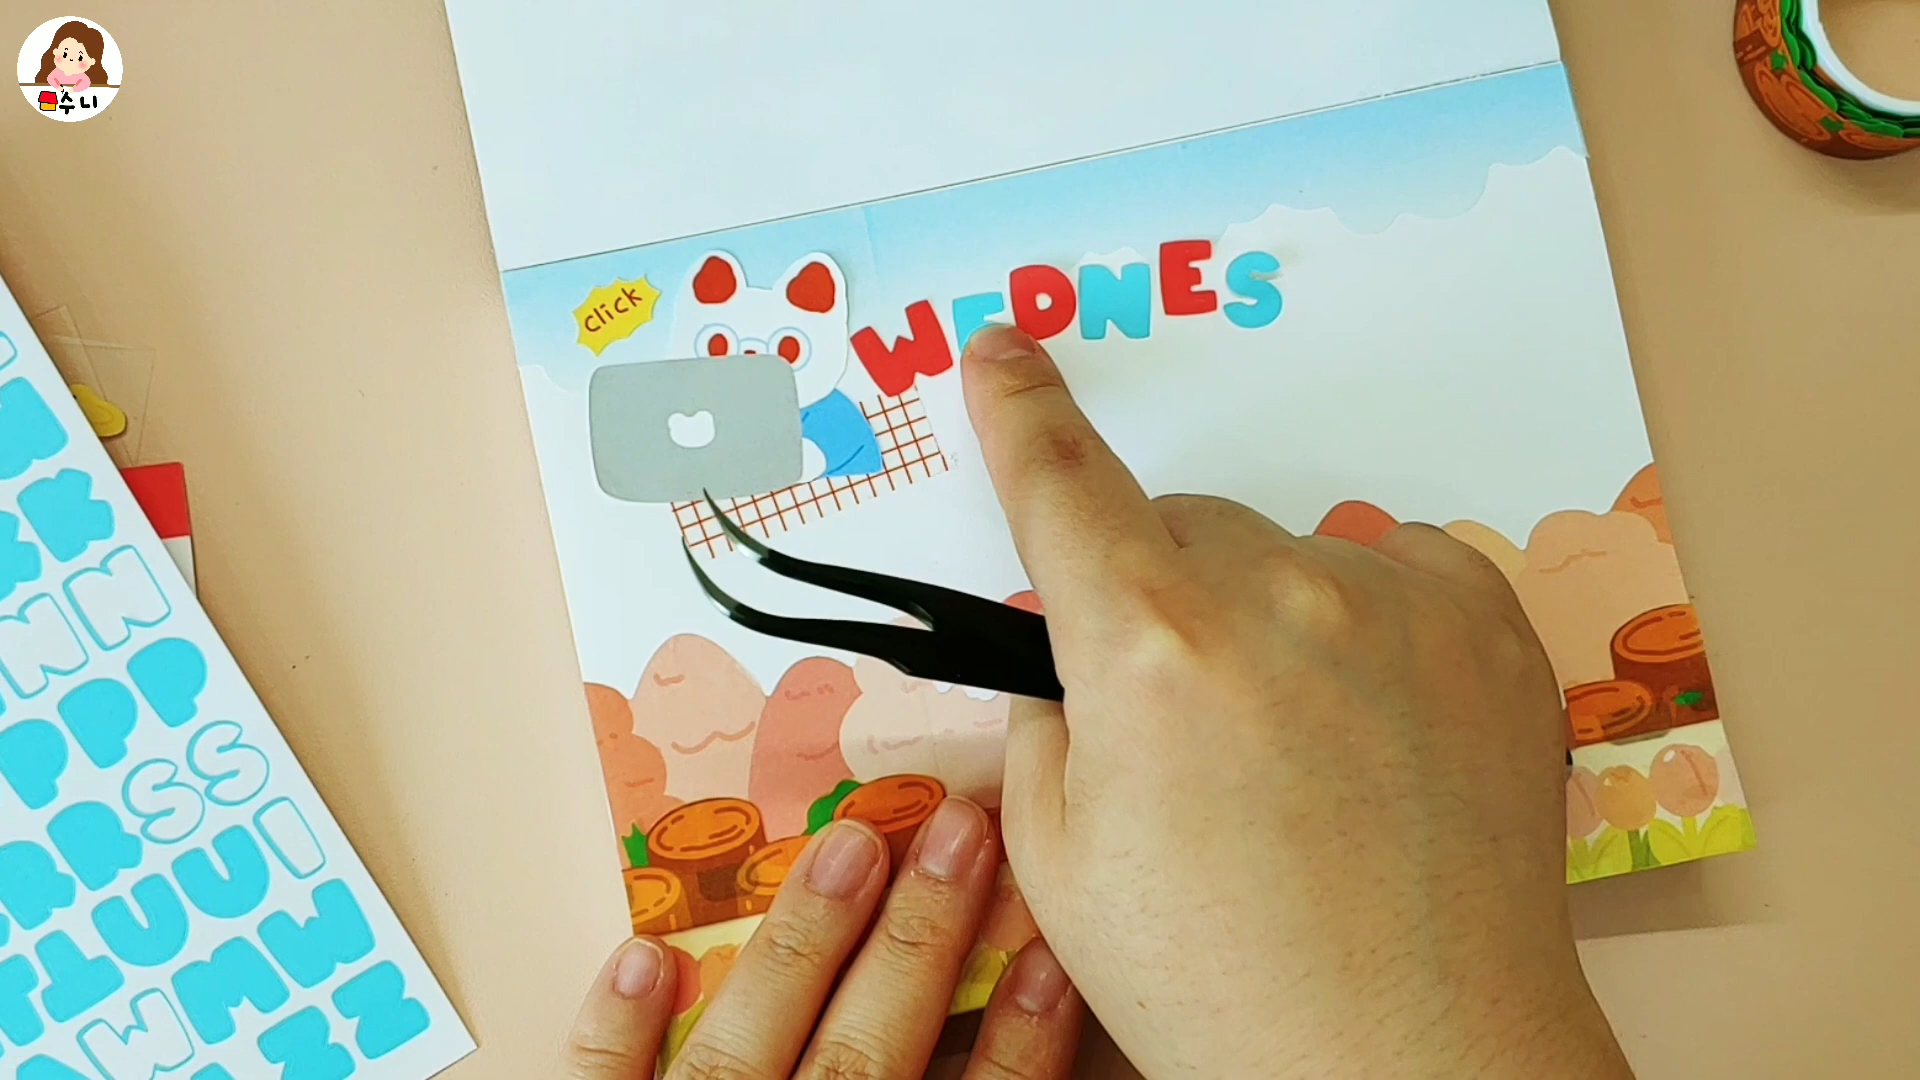 수니
click
WEDNES
K K
N N
P P P
R R S S
U U I
W M M
Z Z